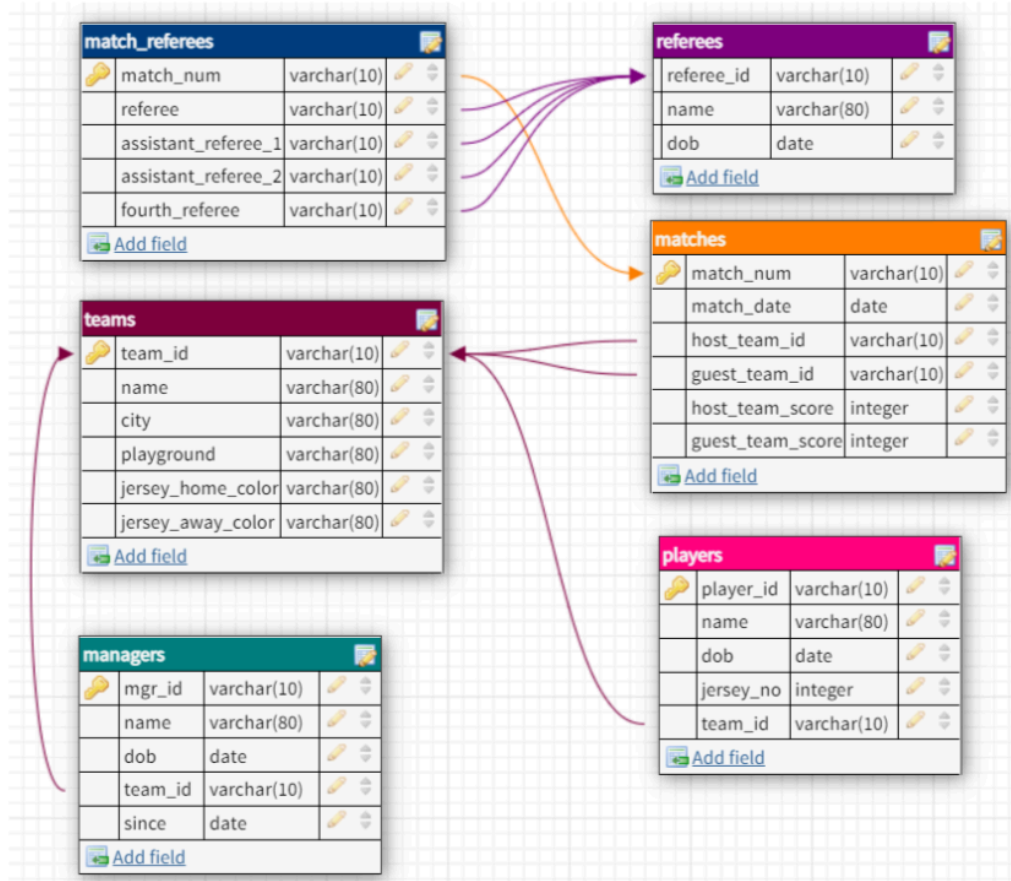 match_referees
match_num varchar(10)
referee varchar(10)
assistant_referee_1 varchar(10)
assistant_referee_2 varchar(10)
fourth_referee varchar(10)
Add field
referees
referee_id varchar(10)
name varchar(80)
dob date
Add field
matches
match_num varchar(10)
match_date date
host_team_id varchar(10)
guest_team_id varchar(10)
host_team_score integer
guest_team_score integer
Add field
teams
team_id varchar(10)
name varchar(80)
city varchar(80)
playground varchar(80)
jersey_home_color varchar(80)
jersey_away_color varchar(80)
Add field
players
player_id varchar(10)
name varchar(80)
dob date
jersey_no integer
team_id varchar(10)
Add field
managers
mgr_id varchar(10)
name varchar(80)
dob date
team_id varchar(10)
since date
Add field